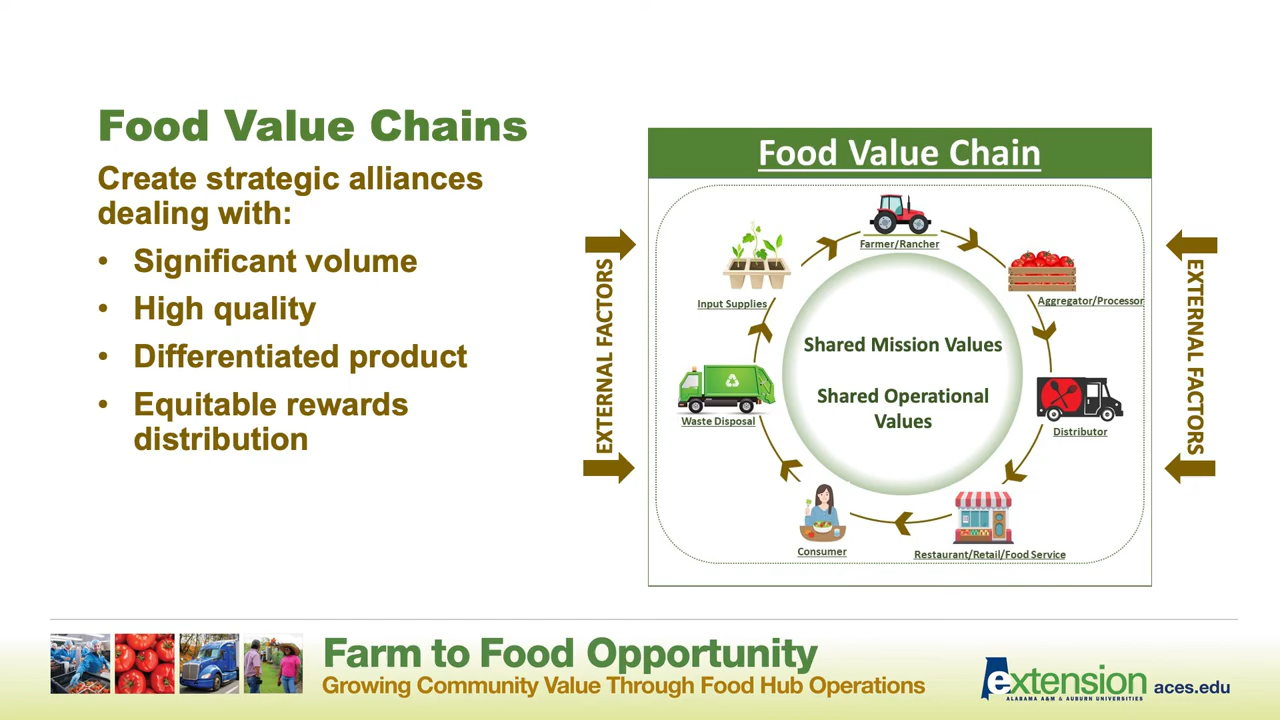 Food Value Chains
Create strategic alliances
dealing with:
• Significant volume
• High quality
• Differentiated product
• Equitable rewards
distribution
Food Value Chain
EXTERNAL FACTORS
Farmer/Rancher
Aggregator/Processor
Distributor
Restaurant/Retail/Food Service
Consumer
Waste Disposal
Input Supplies
Shared Mission Values
Shared Operational
Values
EXTERNAL FACTORS
Farm to Food Opportunity
Growing Community Value Through Food Hub Operations
extension
ALABAMA A&M & AUBURN UNIVERSITIES
aces.edu